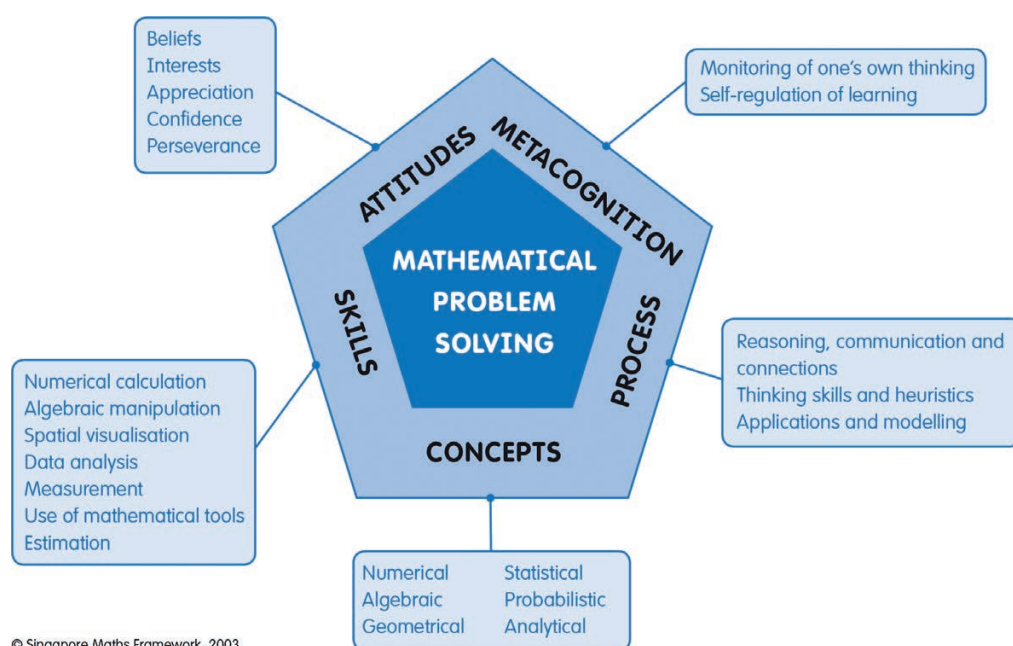 Beliefs
Interests
Appreciation
Confidence
Perseverance
Monitoring of one's own thinking
Self-regulation of learning
ATTITUDES
METACOGNITION
MATHEMATICAL
PROBLEM
SOLVING
SKILLS
PROCESS
CONCEPTS
Reasoning, communication and
connections
Thinking skills and heuristics
Applications and modelling
Numerical calculation
Algebraic manipulation
Spatial visualisation
Data analysis
Measurement
Use of mathematical tools
Estimation
Numerical
Algebraic
Geometrical
Statistical
Probabilistic
Analytical
© Singapore Maths Framework, 2003